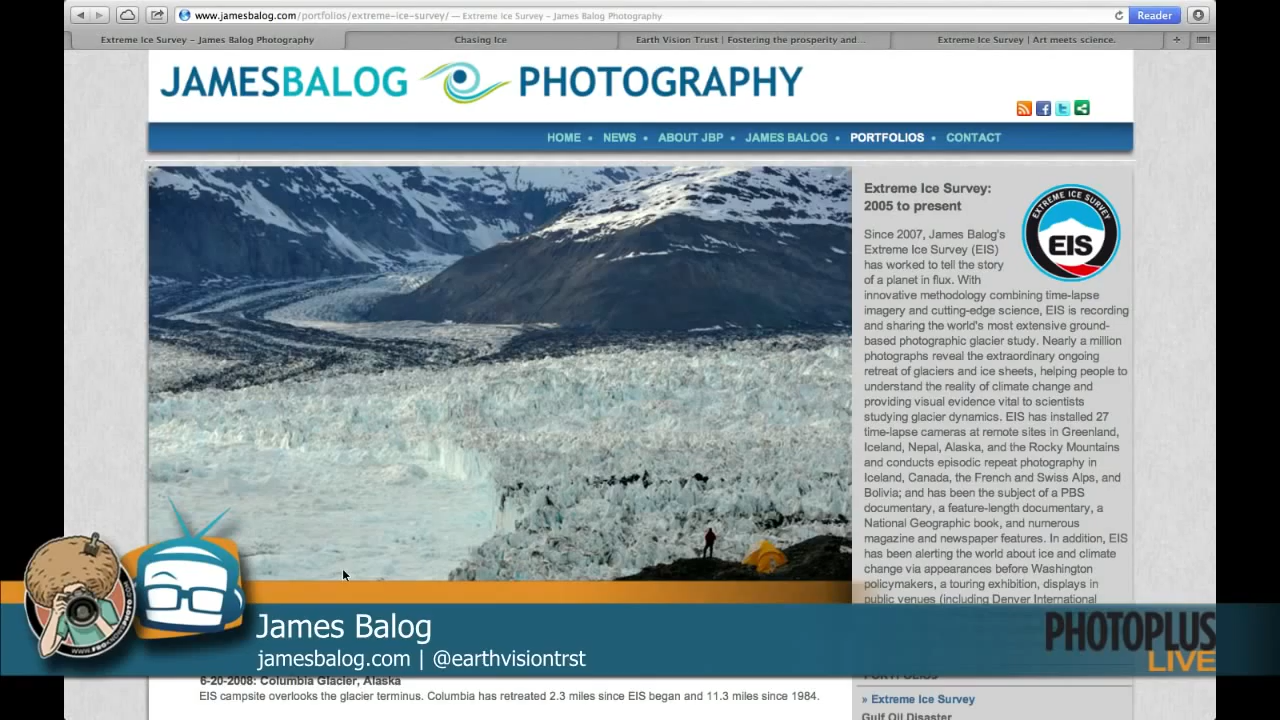 www.jamesbalog.com/portfolios/extreme-ice-survey/ — Extreme Ice Survey – James Balog Photography
Reader
Extreme Ice Survey – James Balog Photography
Chasing Ice
Earth Vision Trust | Fostering the prosperity and...
Extreme Ice Survey | Art meets science.
JAMESBALOG PHOTOGRAPHY
HOME • NEWS • ABOUT JBP • JAMES BALOG • PORTFOLIOS • CONTACT
Extreme Ice Survey:
2005 to present
EXTREME ICE SURVEY
EIS
Since 2007, James Balog's
Extreme Ice Survey (EIS)
has worked to tell the story
of a planet in flux. With
innovative methodology combining time-lapse
imagery and cutting-edge science, EIS is recording
and sharing the world's most extensive ground-
based photographic glacier study. Nearly a million
photographs reveal the extraordinary ongoing
retreat of glaciers and ice sheets, helping people to
understand the reality of climate change and
providing visual evidence vital to scientists
studying glacier dynamics. EIS has installed 27
time-lapse cameras at remote sites in Greenland,
Iceland, Nepal, Alaska, and the Rocky Mountains
and conducts episodic repeat photography in
Iceland, Canada, the French and Swiss Alps, and
Bolivia; and has been the subject of a PBS
documentary, a feature-length documentary, a
National Geographic book, and numerous
magazine and newspaper features. In addition, EIS
has been alerting the world about ice and climate
change via appearances before Washington
policymakers, a touring exhibition, displays in
public venues (including Denver International
James Balog
jamesbalog.com | @earthvisiontrst
PHOTOPLUS
LIVE
6-20-2008: Columbia Glacier, Alaska
EIS campsite overlooks the glacier terminus. Columbia has retreated 2.3 miles since EIS began and 11.3 miles since 1984.
PORTFOLIOS
» Extreme Ice Survey
Gulf Oil Disaster